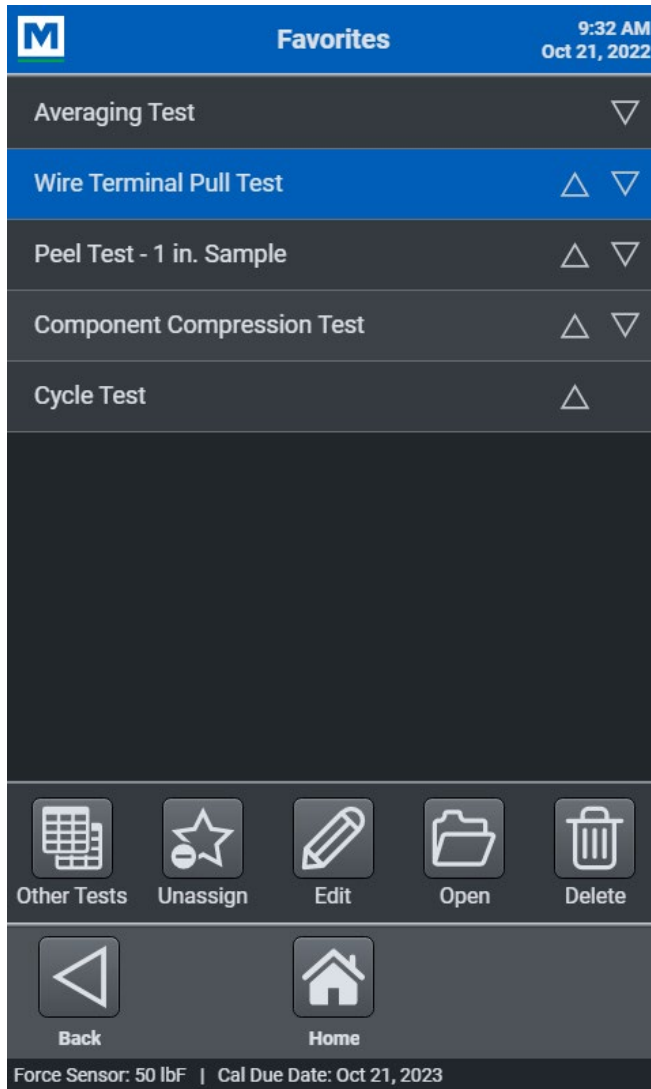 M
Favorites
9:32 AM
Oct 21, 2022
Averaging Test
Wire Terminal Pull Test
Peel Test - 1 in. Sample
Component Compression Test
Cycle Test
Other Tests
Unassign
Edit
Open
Delete
Back
Home
Force Sensor: 50 lbF | Cal Due Date: Oct 21, 2023